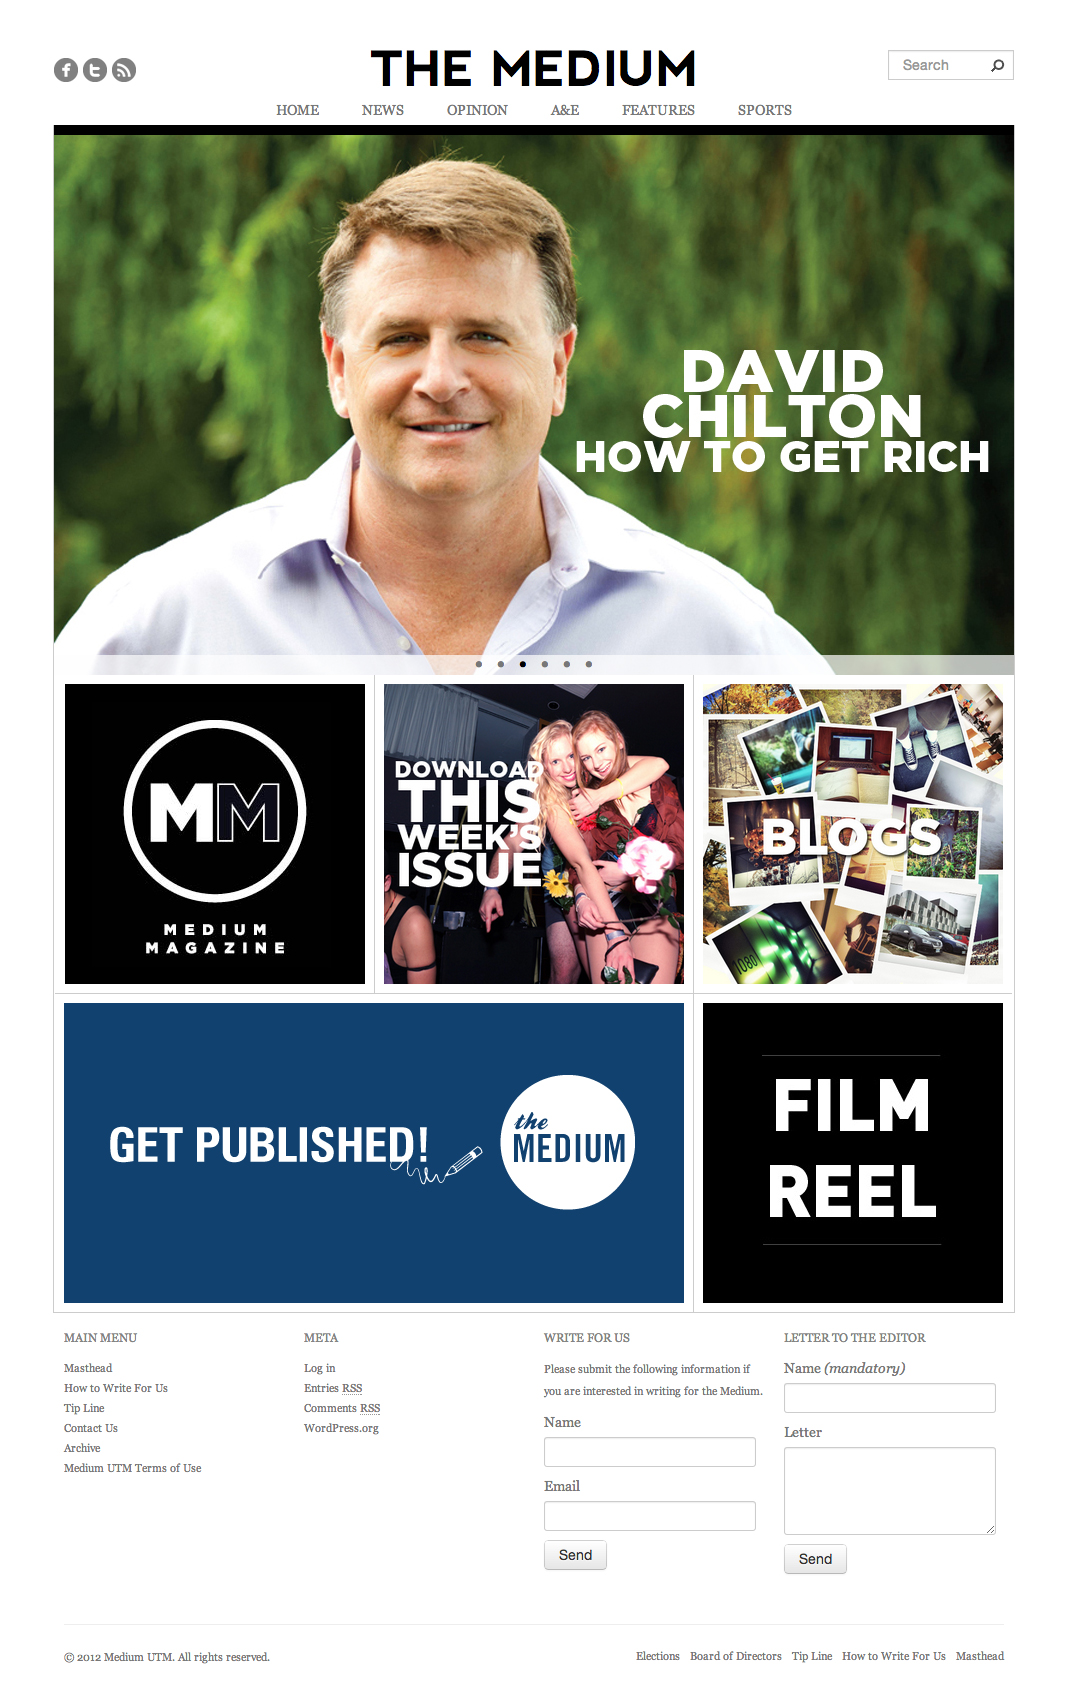 THE MEDIUM
Search
HOME NEWS OPINION A&E FEATURES SPORTS
DAVID
CHILTON
HOW TO GET RICH
MM
MEDIUM
MAGAZINE
DOWNLOAD
THIS
WEEK'S
ISSUE
BLOGS
1080
GET PUBLISHED!
the
MEDIUM
FILM
REEL
MAIN MENU
Masthead
How to Write For Us
Tip Line
Contact Us
Archive
Medium UTM Terms of Use
META
Log in
Entries RSS
Comments RSS
WordPress.org
WRITE FOR US
Please submit the following information if
you are interested in writing for the Medium.
Name
Email
Send
LETTER TO THE EDITOR
Name (mandatory)
Letter
Send
© 2012 Medium UTM. All rights reserved.
Elections Board of Directors Tip Line How to Write For Us Masthead